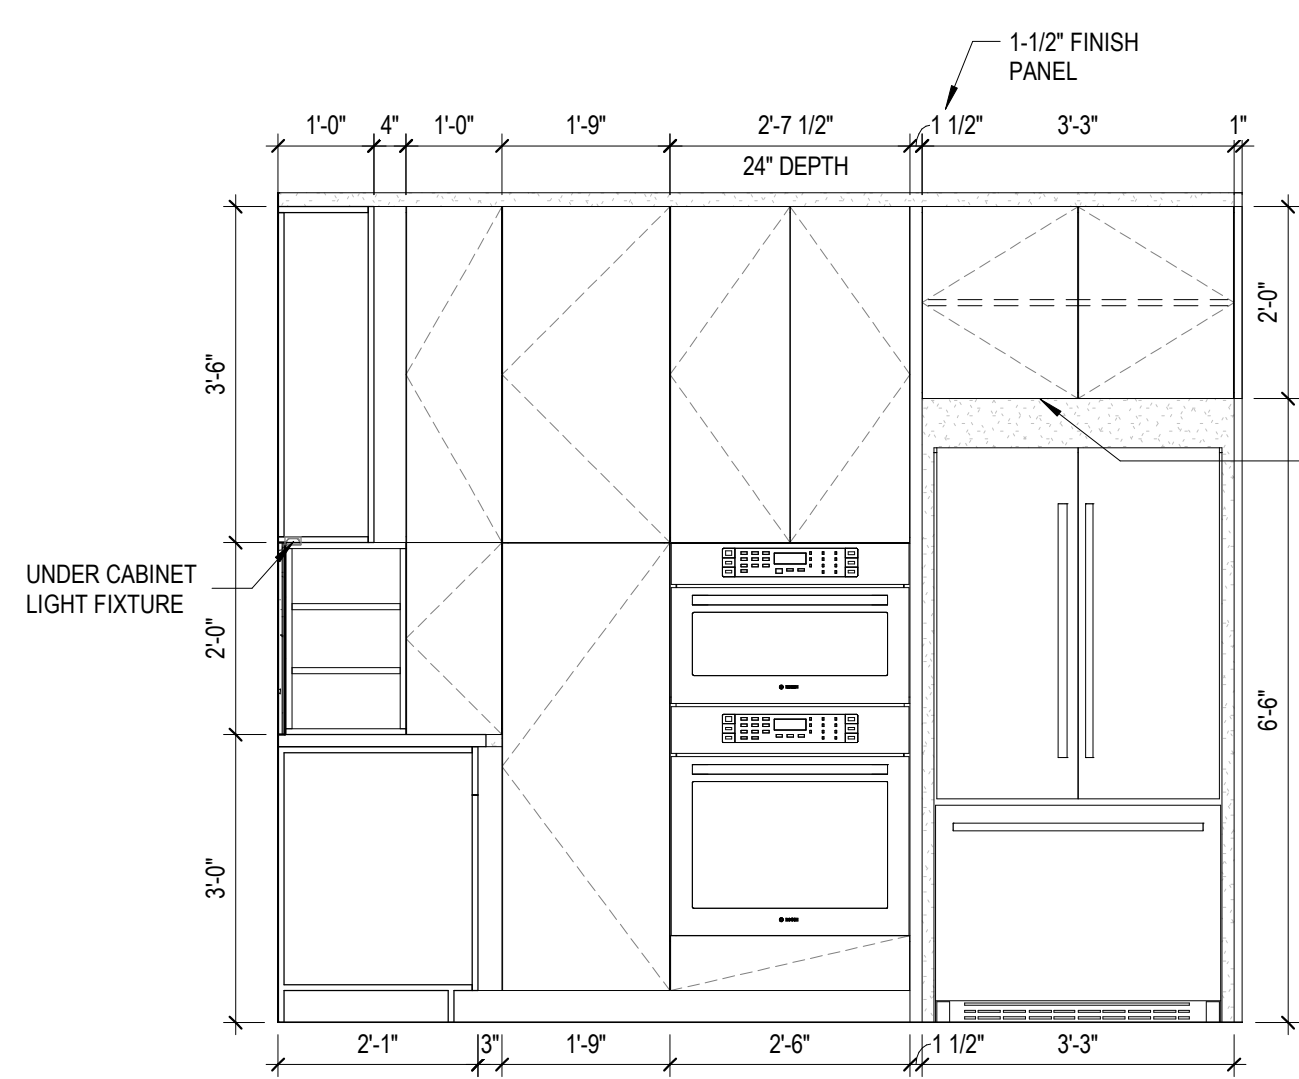 1-1/2" FINISH
PANEL
1'-0" 4" 1'-0" 1'-9" 2'-7 1/2" 1 1/2" 3'-3" 1"
24" DEPTH
3'-6"
2'-0"
UNDER CABINET
LIGHT FIXTURE
2'-0"
6'-6"
3'-0"
2'-1" 3" 1'-9" 2'-6" 1 1/2" 3'-3"